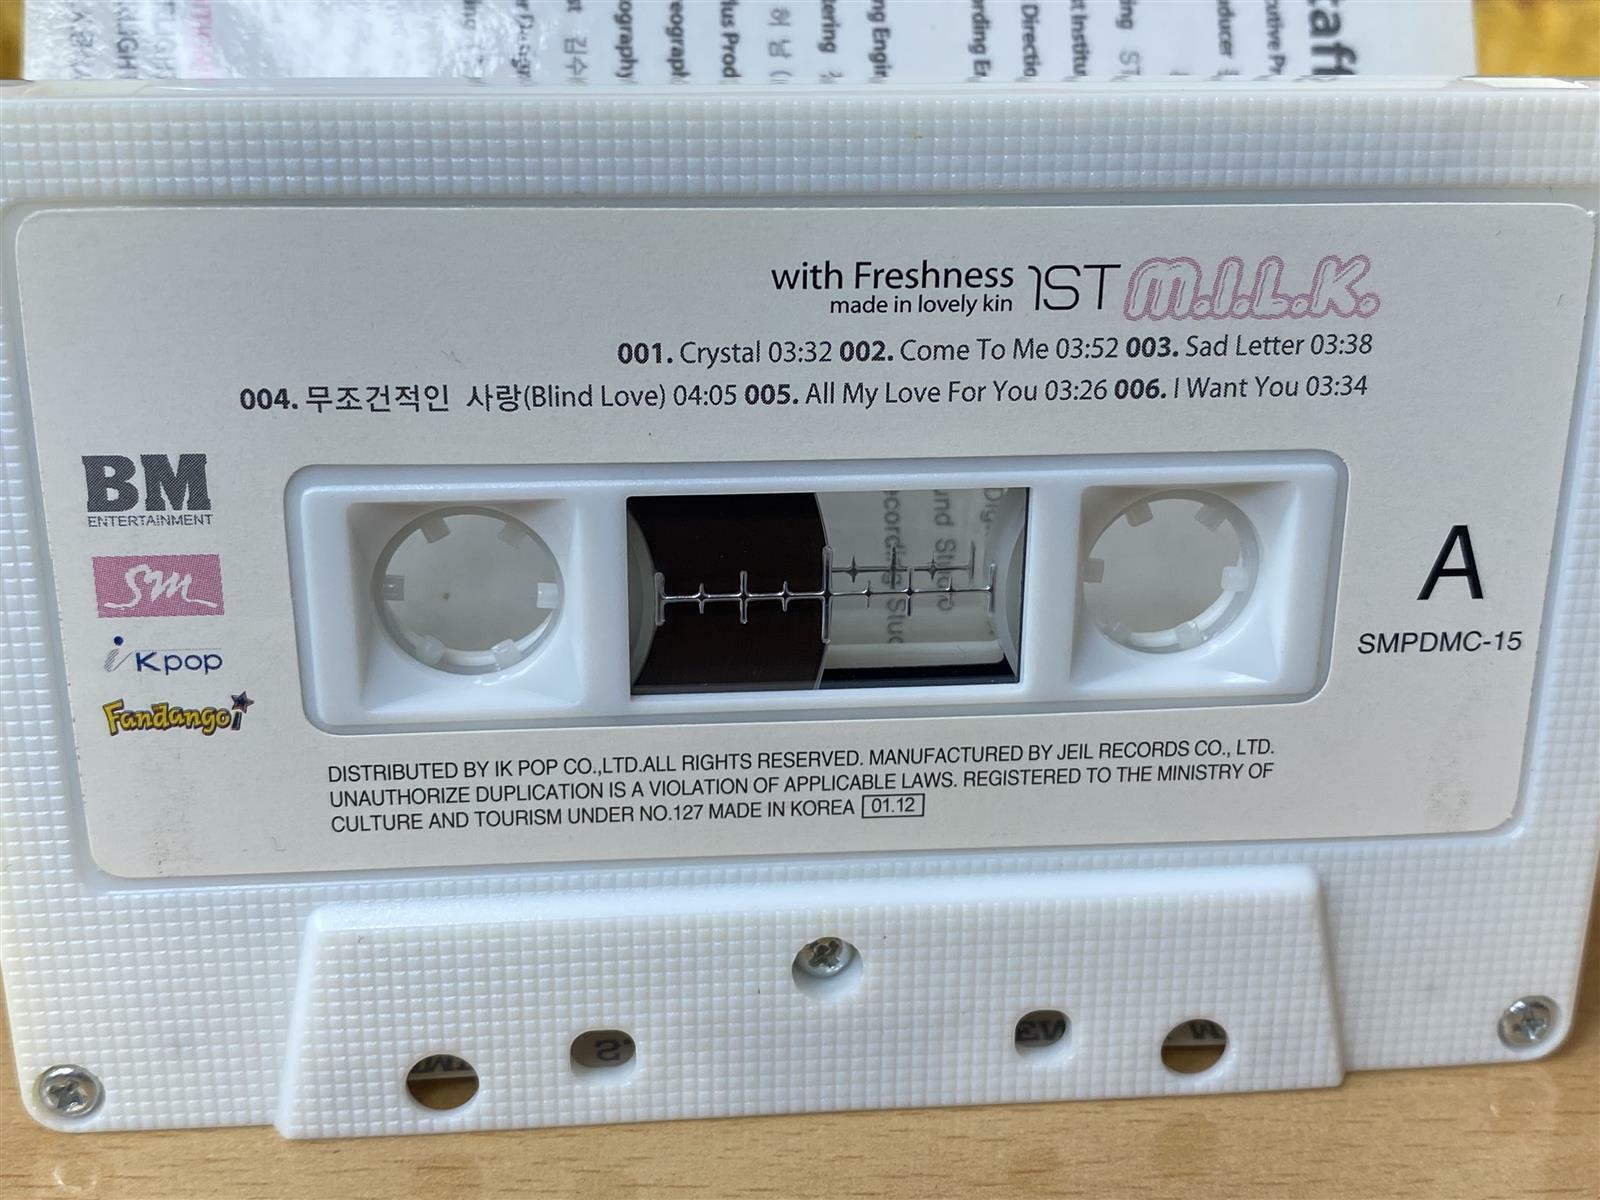 taff
with Freshness
made in lovely kin
1ST M.I.L.K.
001. Crystal 03:32 002. Come To Me 03:52 003. Sad Letter 03:38
004. 무조건적인 사랑(Blind Love) 04:05 005. All My Love For You 03:26 006. I Want You 03:34
BM
ENTERTAINMENT
SM
iKpop
Fandango
A
SMPDMC-15
DISTRIBUTED BY IK POP CO.,LTD.ALL RIGHTS RESERVED. MANUFACTURED BY JEIL RECORDS CO., LTD.
UNAUTHORIZE DUPLICATION IS A VIOLATION OF APPLICABLE LAWS. REGISTERED TO THE MINISTRY OF
CULTURE AND TOURISM UNDER NO.127 MADE IN KOREA 01.12